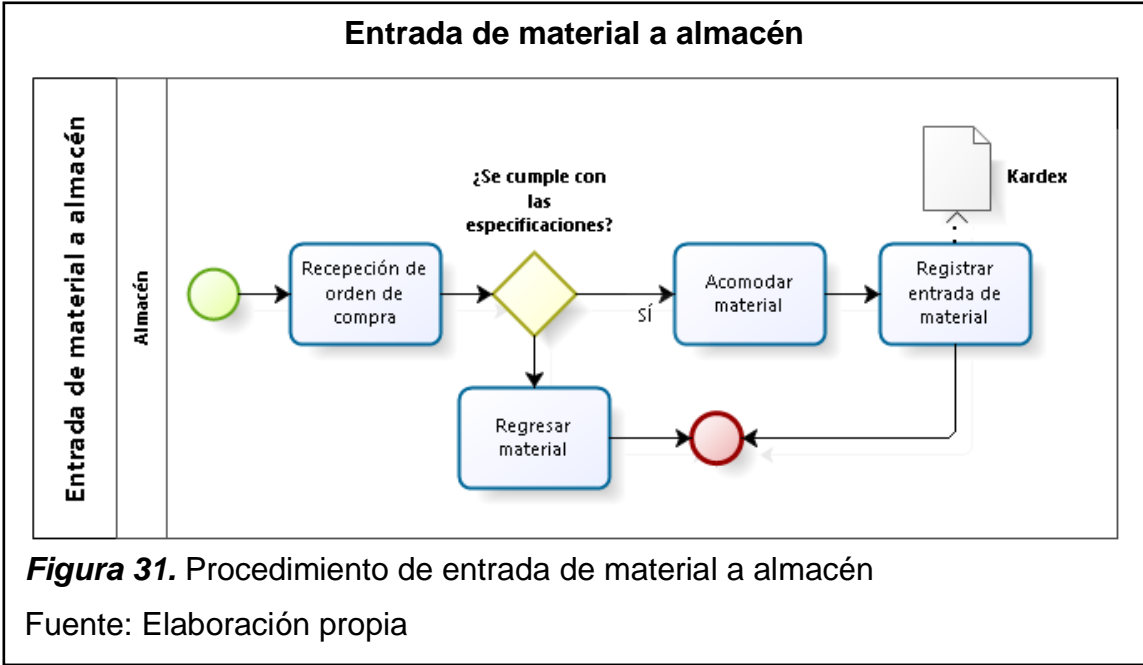 Entrada de material a almacén
Entrada de material a almacén
Almacén
Recepeción de
orden de
compra
¿Se cumple con
las
especificaciones?
SÍ
Acomodar
material
Registrar
entrada de
material
Kardex
Regresar
material
Figura 31. Procedimiento de entrada de material a almacén
Fuente: Elaboración propia